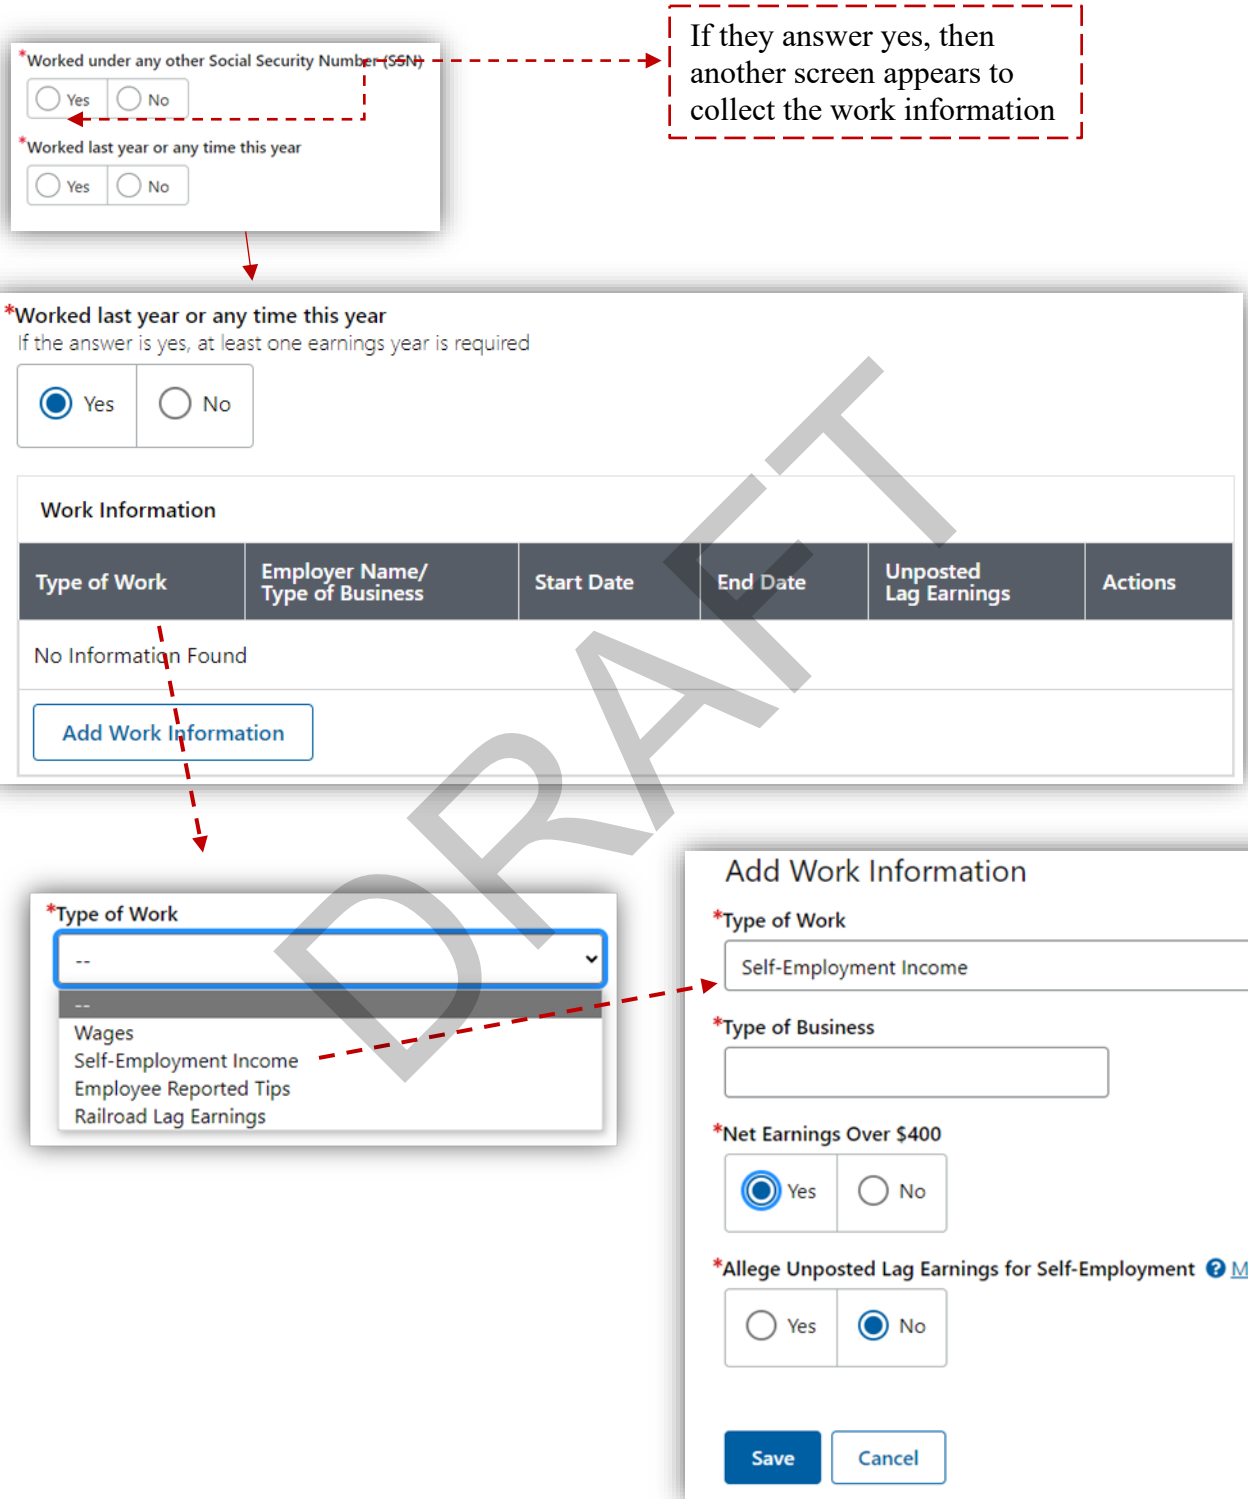 *Worked under any other Social Security Number (SSN)
Yes No
*Worked last year or any time this year
Yes No
If they answer yes, then
another screen appears to
collect the work information
*Worked last year or any time this year
If the answer is yes, at least one earnings year is required
Yes No
Work Information
Type of Work Employer Name/ Type of Business Start Date End Date Unposted Lag Earnings Actions
No Information Found
Add Work Information
DRAFT
*Type of Work
--
--
Wages
Self-Employment Income
Employee Reported Tips
Railroad Lag Earnings
Add Work Information
*Type of Work
Self-Employment Income
*Type of Business
*Net Earnings Over $400
Yes No
*Allege Unposted Lag Earnings for Self-Employment ? M
Yes No
Save Cancel